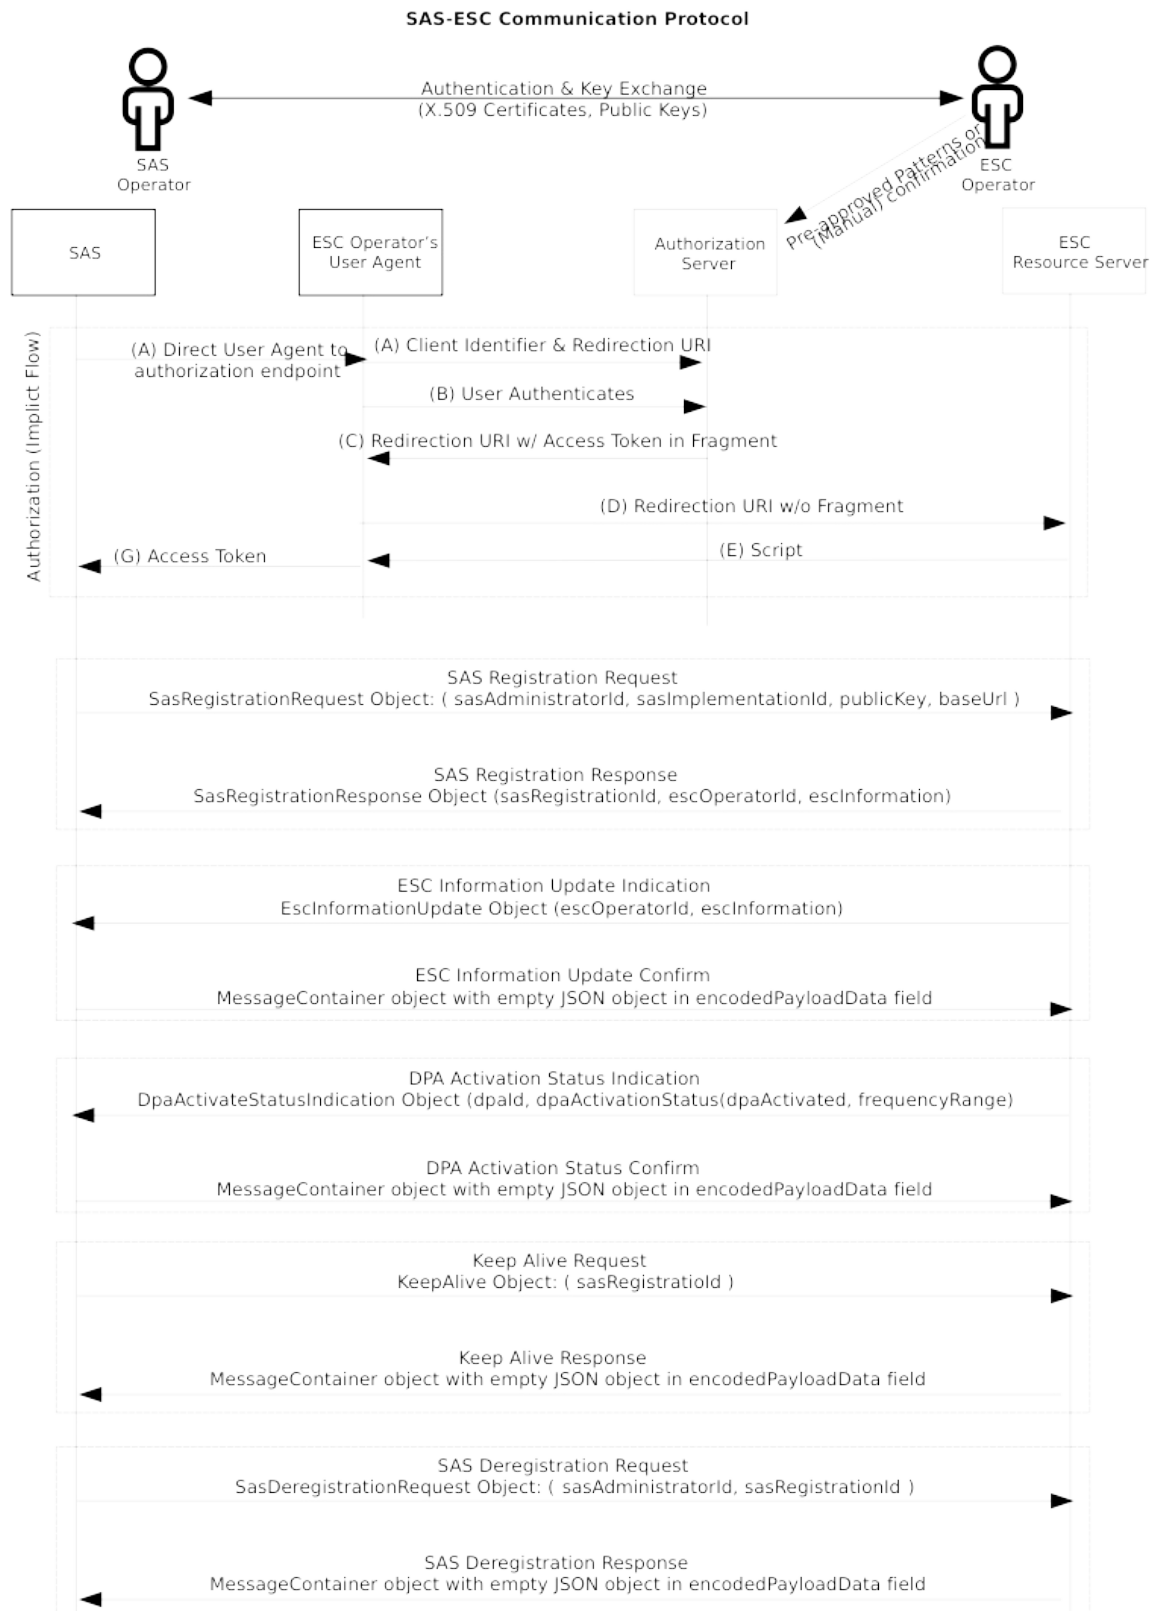 SAS-ESC Communication Protocol
Authentication & Key Exchange
(X.509 Certificates, Public Keys)
SAS
Operator
ESC
Operator
Pre-approved Patterns or
(Manual) confirmation
SAS
ESC Operator's
User Agent
Authorization
Server
ESC
Resource Server
Authorization (Implict Flow)
(A) Direct User Agent to
authorization endpoint
(A) Client Identifier & Redirection URI
(B) User Authenticates
(C) Redirection URI w/ Access Token in Fragment
(D) Redirection URI w/o Fragment
(E) Script
(G) Access Token
SAS Registration Request
SasRegistrationRequest Object: ( sasAdministratorId, sasImplementationId, publicKey, baseUrl )
SAS Registration Response
SasRegistrationResponse Object (sasRegistrationId, escOperatorId, escInformation)
ESC Information Update Indication
EscInformationUpdate Object (escOperatorId, escInformation)
ESC Information Update Confirm
MessageContainer object with empty JSON object in encodedPayloadData field
DPA Activation Status Indication
DpaActivateStatusIndication Object (dpaId, dpaActivationStatus(dpaActivated, frequencyRange)
DPA Activation Status Confirm
MessageContainer object with empty JSON object in encodedPayloadData field
Keep Alive Request
KeepAlive Object: ( sasRegistratioId )
Keep Alive Response
MessageContainer object with empty JSON object in encodedPayloadData field
SAS Deregistration Request
SasDeregistrationRequest Object: ( sasAdministratorId, sasRegistrationId )
SAS Deregistration Response
MessageContainer object with empty JSON object in encodedPayloadData field